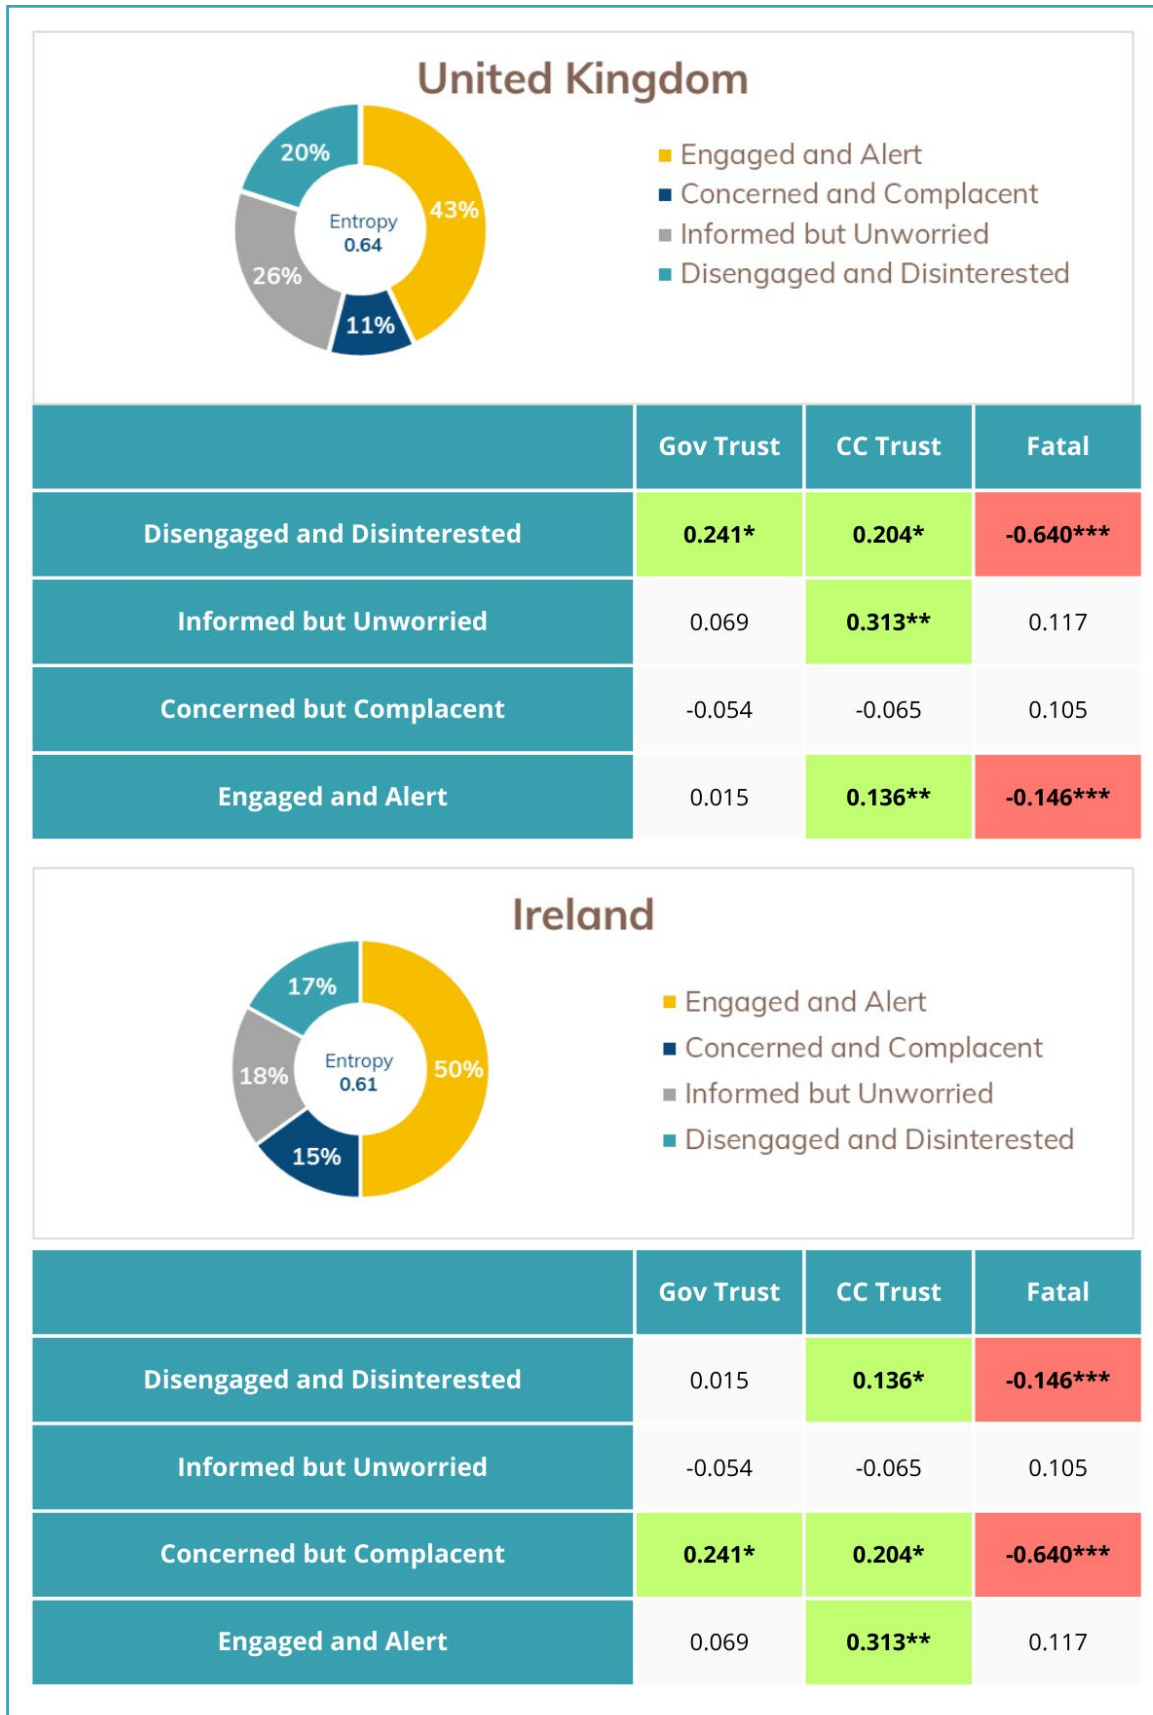 United Kingdom
20%
43%
Entropy
0.64
26%
11%
Engaged and Alert
Concerned and Complacent
Informed but Unworried
Disengaged and Disinterested
Gov Trust CC Trust Fatal
Disengaged and Disinterested 0.241* 0.204* -0.640***
Informed but Unworried 0.069 0.313** 0.117
Concerned but Complacent -0.054 -0.065 0.105
Engaged and Alert 0.015 0.136** -0.146***
Ireland
17%
50%
Entropy
0.61
18%
15%
Engaged and Alert
Concerned and Complacent
Informed but Unworried
Disengaged and Disinterested
Gov Trust CC Trust Fatal
Disengaged and Disinterested 0.015 0.136* -0.146***
Informed but Unworried -0.054 -0.065 0.105
Concerned but Complacent 0.241* 0.204* -0.640***
Engaged and Alert 0.069 0.313** 0.117